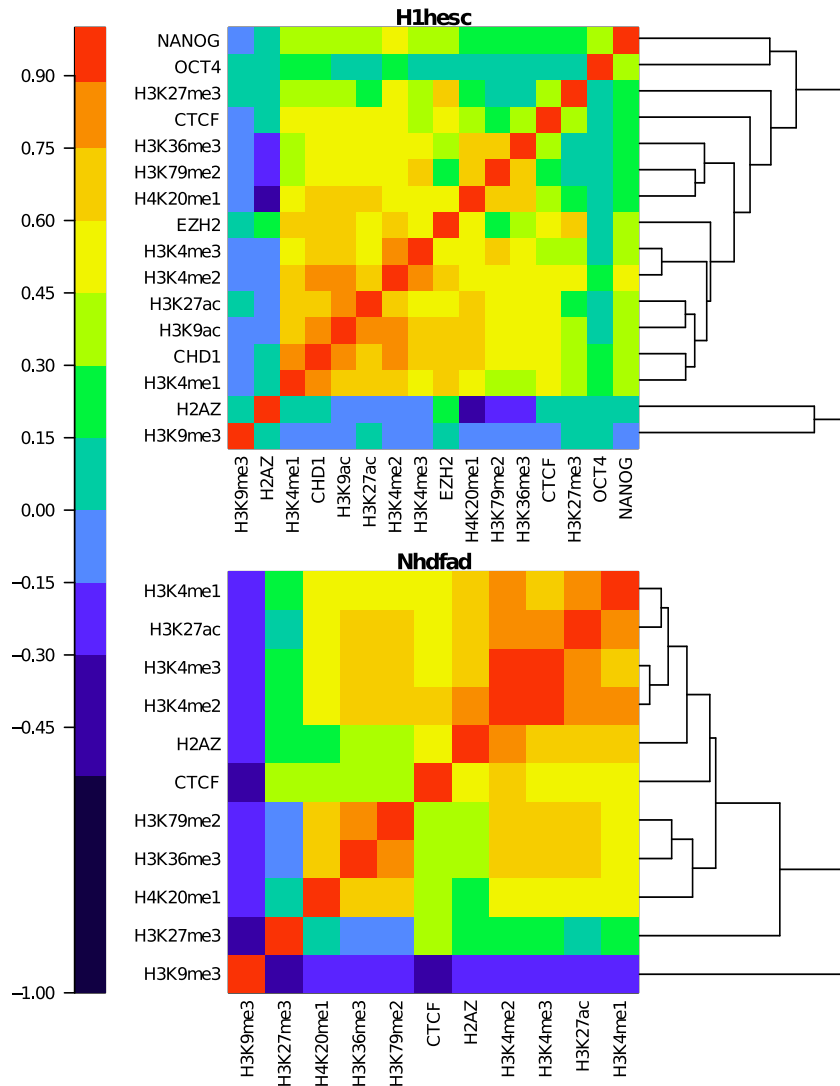 H1hesc
0.90
0.75
0.60
0.45
0.30
0.15
0.00
−0.15
−0.30
−0.45
−1.00
NANOG
OCT4
H3K27me3
CTCF
H3K36me3
H3K79me2
H4K20me1
EZH2
H3K4me3
H3K4me2
H3K27ac
H3K9ac
CHD1
H3K4me1
H2AZ
H3K9me3
H3K9me3
H2AZ
H3K4me1
CHD1
H3K9ac
H3K27ac
H3K4me2
H3K4me3
EZH2
H4K20me1
H3K79me2
H3K36me3
CTCF
H3K27me3
OCT4
NANOG
Nhdfad
H3K4me1
H3K27ac
H3K4me3
H3K4me2
H2AZ
CTCF
H3K79me2
H3K36me3
H4K20me1
H3K27me3
H3K9me3
H3K9me3
H3K27me3
H4K20me1
H3K36me3
H3K79me2
CTCF
H2AZ
H3K4me2
H3K4me3
H3K27ac
H3K4me1